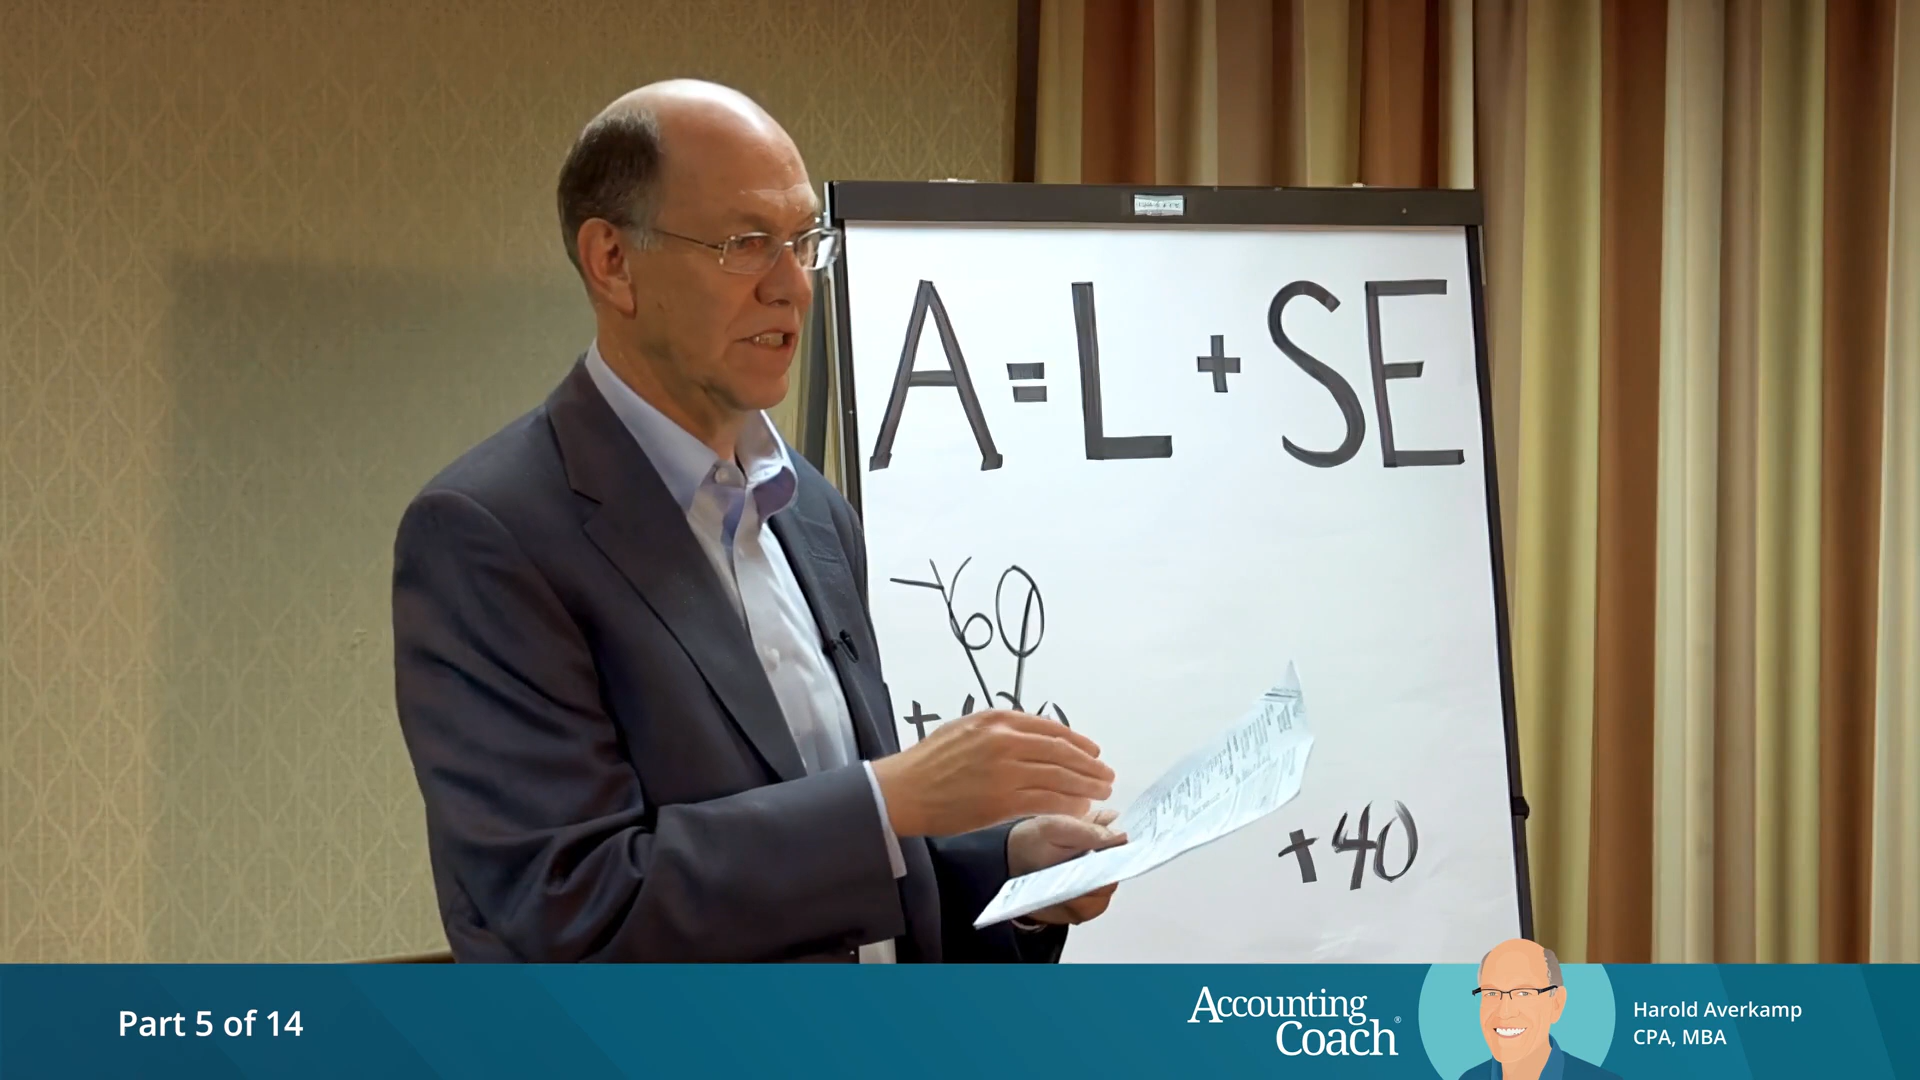 A = L + SE
60
+40
Part 5 of 14
Accounting
Coach®
Harold Averkamp
CPA, MBA